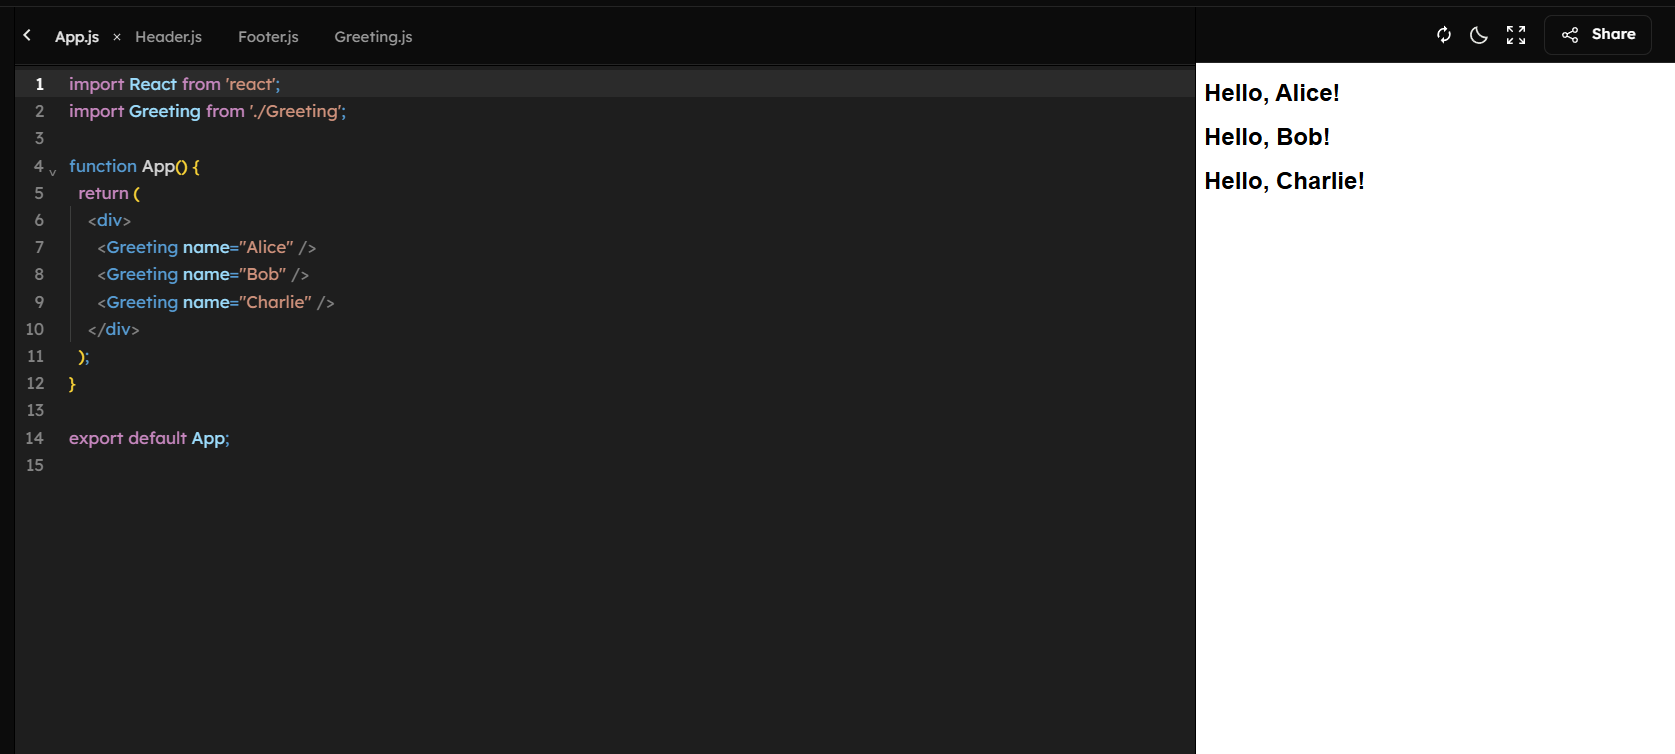 App.js × Header.js Footer.js Greeting.js
Share
1 import React from 'react';
2 import Greeting from './Greeting';
3
4 function App() {
5 return (
6 <div>
7 <Greeting name="Alice" />
8 <Greeting name="Bob" />
9 <Greeting name="Charlie" />
10 </div>
11 );
12 }
13
14 export default App;
15
Hello, Alice!
Hello, Bob!
Hello, Charlie!